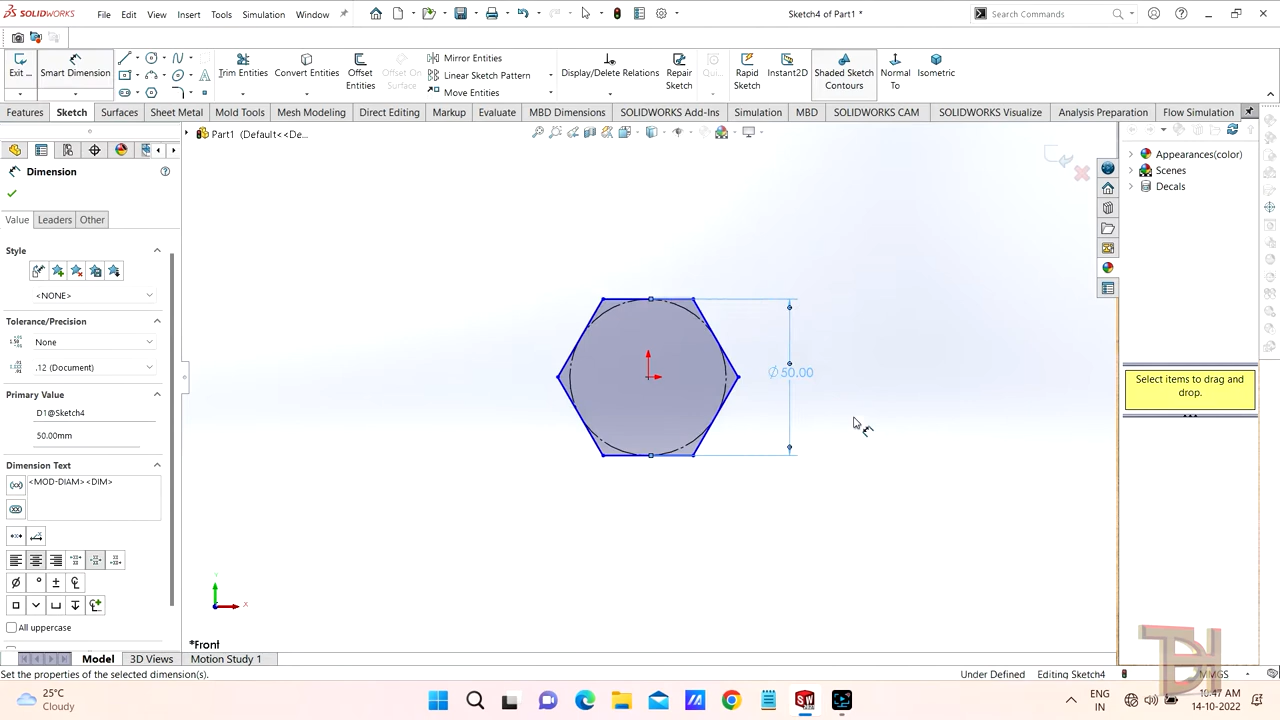 SOLIDWORKS File Edit View Insert Tools Simulation Window Sketch4 of Part1 * Search Commands
Exit ... Smart Dimension Trim Entities Convert Entities Offset Entities Offset On Surface Mirror Entities Linear Sketch Pattern Move Entities Display/Delete Relations Repair Sketch Qui... Rapid Sketch Instant2D Shaded Sketch Contours Normal To Isometric
Features Sketch Surfaces Sheet Metal Mold Tools Mesh Modeling Direct Editing Markup Evaluate MBD Dimensions SOLIDWORKS Add-Ins Simulation MBD SOLIDWORKS CAM SOLIDWORKS Visualize Analysis Preparation Flow Simulation
Part1 (Default<<De...
Dimension
Value Leaders Other
Style
<NONE>
Tolerance/Precision
None
.12 (Document)
Primary Value
D1@Sketch4
50.00mm
Dimension Text
<MOD-DIAM><DIM>
All uppercase
Ø50.00
Y
X
*Front
Appearances(color)
Scenes
Decals
Select items to drag and drop.
Model 3D Views Motion Study 1
Set the properties of the selected dimension(s). Under Defined Editing Sketch4 MMGS
25°C
Cloudy
ENG
IN
10:47 AM
14-10-2022